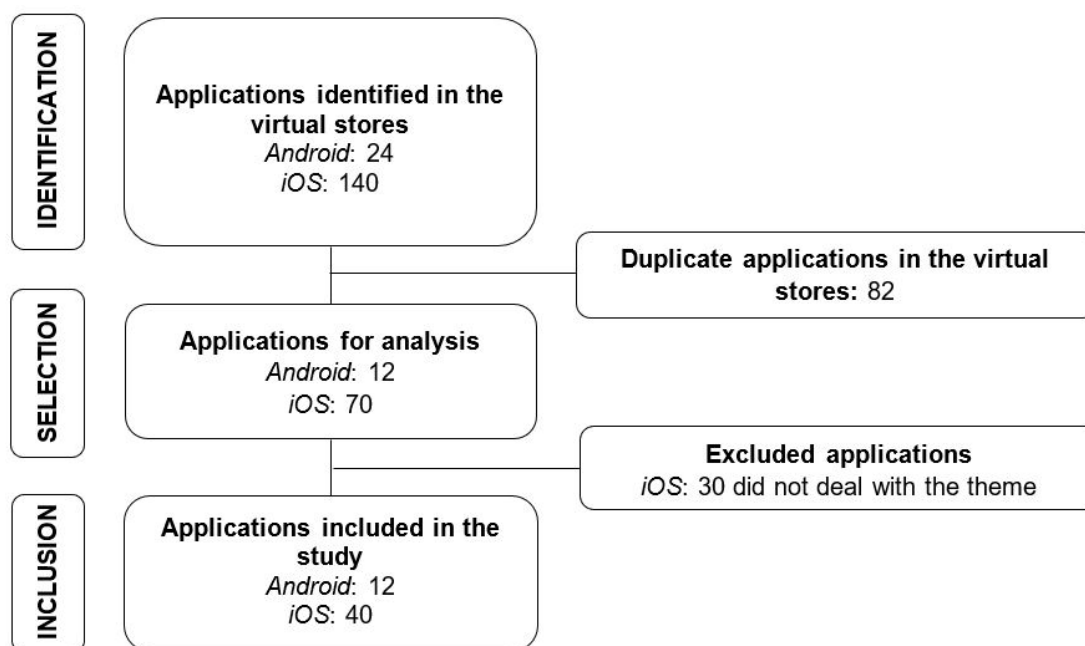 IDENTIFICATION
Applications identified in the
virtual stores
Android: 24
iOS: 140
Duplicate applications in the virtual
stores: 82
SELECTION
Applications for analysis
Android: 12
iOS: 70
Excluded applications
iOS: 30 did not deal with the theme
INCLUSION
Applications included in the
study
Android: 12
iOS: 40